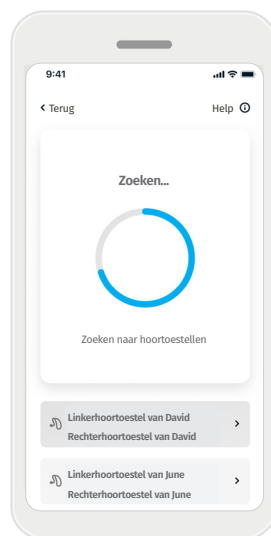 9:41
Terug
Help
Zoeken...
Zoeken naar hoortoestellen
Linkerhoortoestel van David
Rechterhoortoestel van David
Linkerhoortoestel van June
Rechterhoortoestel van June